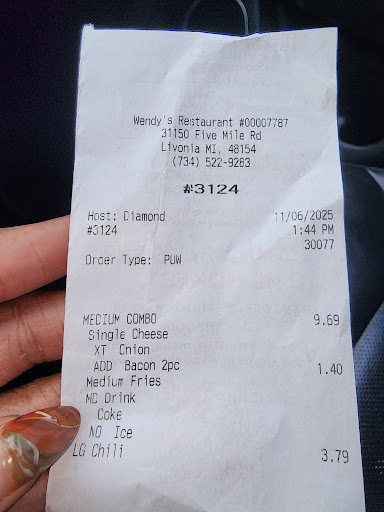 Wendy's Restaurant #00007787
31150 Five Mile Rd
Livonia MI, 48154
(734) 522-9283
#3124
Host: Diamond 11/06/2025
#3124 1:44 PM
30077
Order Type: PUW
MEDIUM COMBO 9.69
Single Cheese
XT Onion
ADD Bacon 2pc 1.40
Medium Fries
MD Drink
Coke
NO Ice
LG Chili 3.79